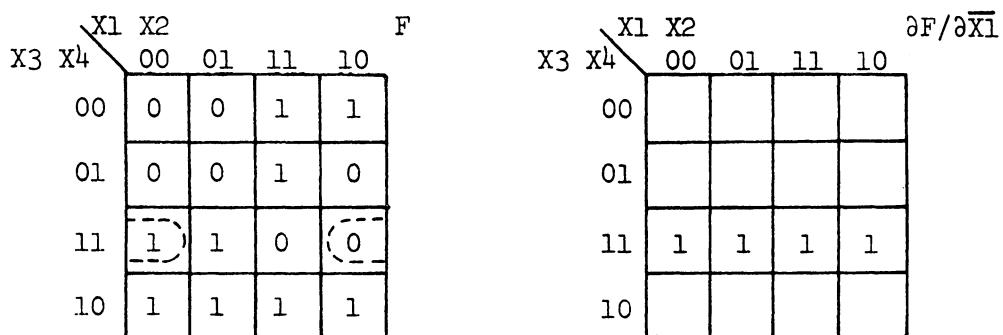 X1 X2 F
X3 X4 00 01 11 10
00 0 0 1 1
01 0 0 1 0
11 1 1 0 0
10 1 1 1 1
X1 X2 ∂F/∂X̅1̅
X3 X4 00 01 11 10
00
01
11 1 1 1 1
10